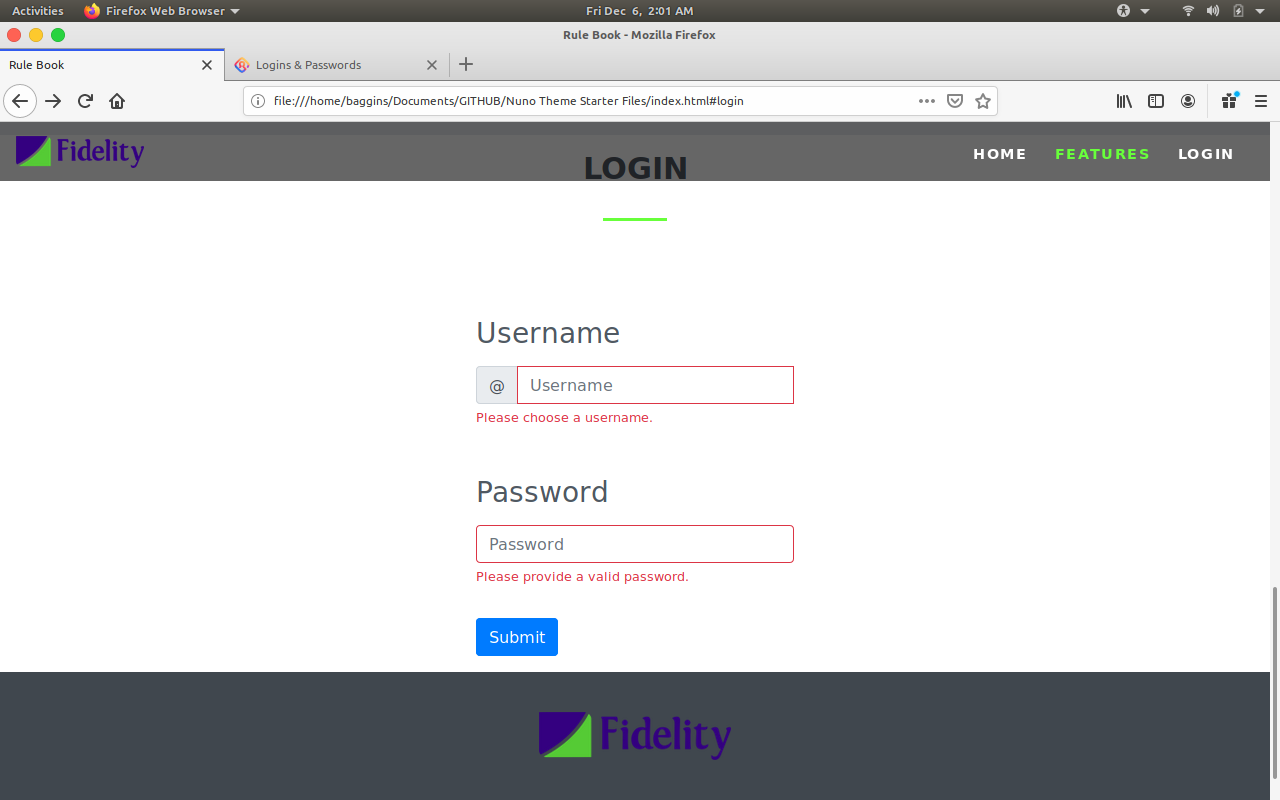 Activities Firefox Web Browser Fri Dec 6, 2:01 AM
Rule Book - Mozilla Firefox
Rule Book Logins & Passwords
file:///home/baggins/Documents/GITHUB/Nuno Theme Starter Files/index.html#login
Fidelity HOME FEATURES LOGIN
LOGIN
Username
@ Username
Please choose a username.
Password
Password
Please provide a valid password.
Submit
Fidelity